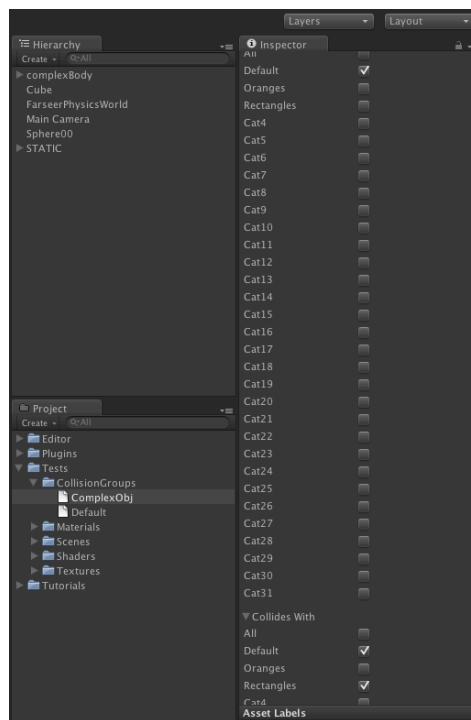 Layers
Layout
Hierarchy
Create
All
complexBody
Cube
FarseerPhysicsWorld
Main Camera
Sphere00
STATIC
Project
Create
All
Editor
Plugins
Tests
CollisionGroups
ComplexObj
Default
Materials
Scenes
Shaders
Textures
Tutorials
Inspector
All
Default
Oranges
Rectangles
Cat4
Cat5
Cat6
Cat7
Cat8
Cat9
Cat10
Cat11
Cat12
Cat13
Cat14
Cat15
Cat16
Cat17
Cat18
Cat19
Cat20
Cat21
Cat22
Cat23
Cat24
Cat25
Cat26
Cat27
Cat28
Cat29
Cat30
Cat31
Collides With
All
Default
Oranges
Rectangles
Cat4
Asset Labels